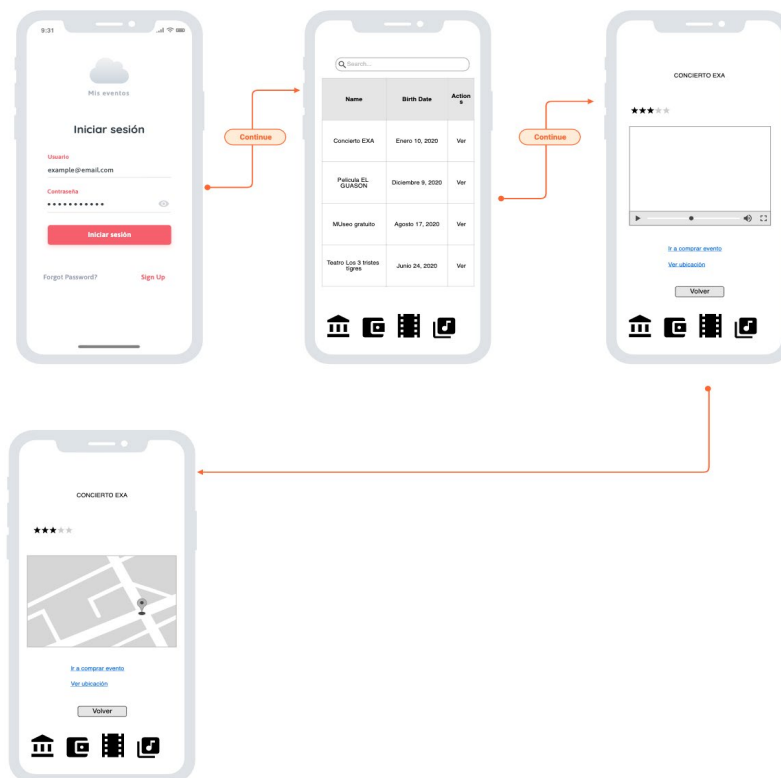 9:31
Mis eventos
Iniciar sesión
Usuario
example@email.com
Contraseña
Iniciar sesión
Forgot Password?
Sign Up
Continue
Search...
Name
Birth Date
Action
s
Concierto EXA
Enero 10, 2020
Ver
Pelicula EL
GUASON
Diciembre 9, 2020
Ver
MUseo gratuito
Agosto 17, 2020
Ver
Teatro Los 3 tristes
tigres
Junio 24, 2020
Ver
Continue
CONCIERTO EXA
Ir a comprar evento
Ver ubicación
Volver
CONCIERTO EXA
Ir a comprar evento
Ver ubicación
Volver